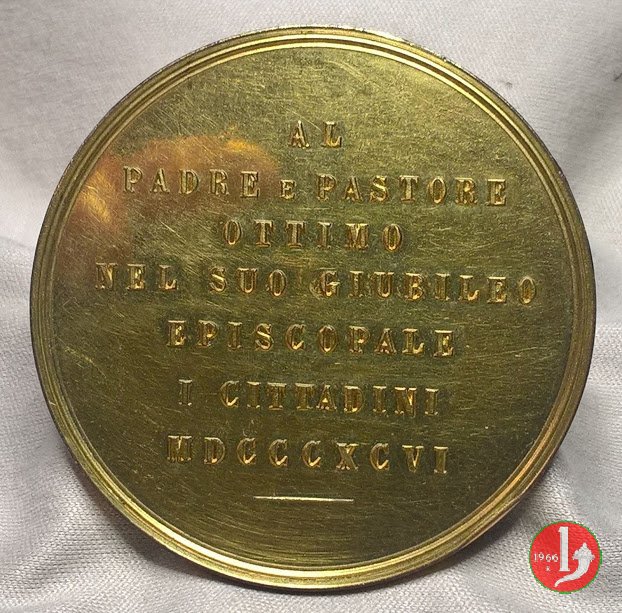 AL
PADRE E PASTORE
OTTIMO
NEL SUO GIUBILEO
EPISCOPALE
I CITTADINI
MDCCCXCVI
1966